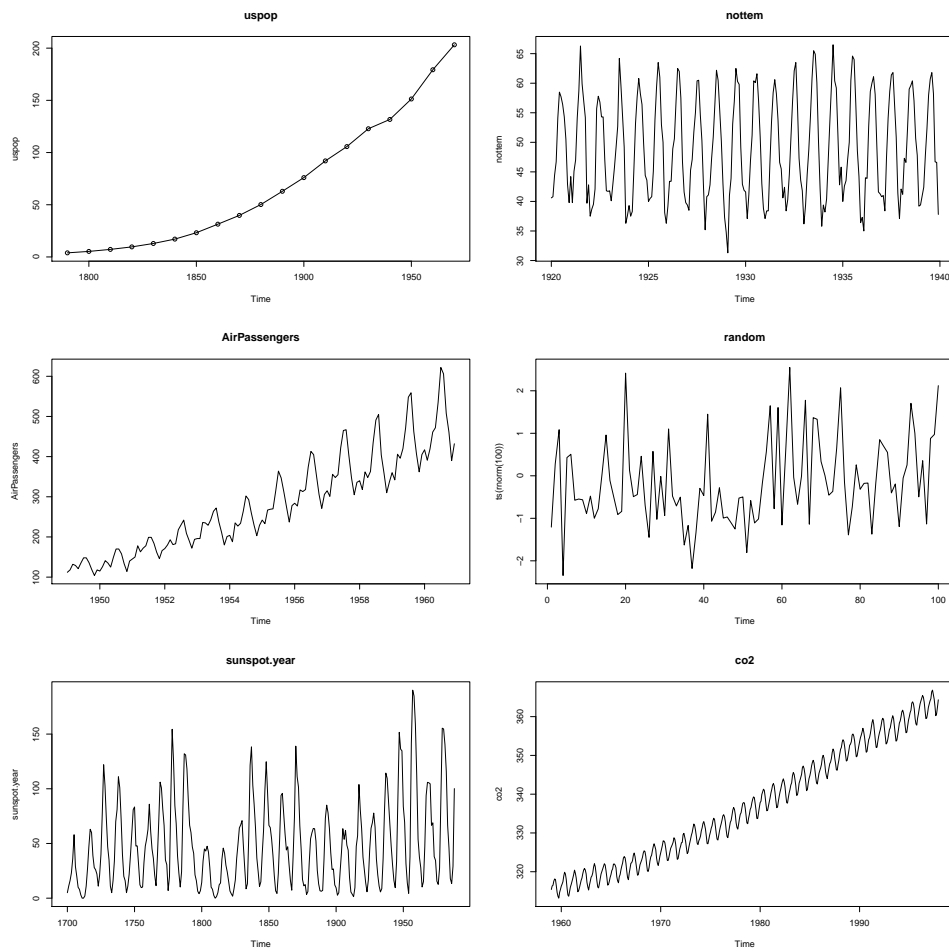 uspop
uspop
0 50 100 150 200
1800 1850 1900 1950
Time
nottem
nottem
30 35 40 45 50 55 60 65
1920 1925 1930 1935 1940
Time
AirPassengers
AirPassengers
100 200 300 400 500 600
1950 1952 1954 1956 1958 1960
Time
random
ts(rnorm(100))
-2 -1 0 1 2
0 20 40 60 80 100
Time
sunspot.year
sunspot.year
0 50 100 150
1700 1750 1800 1850 1900 1950
Time
co2
co2
320 330 340 350 360
1960 1970 1980 1990
Time